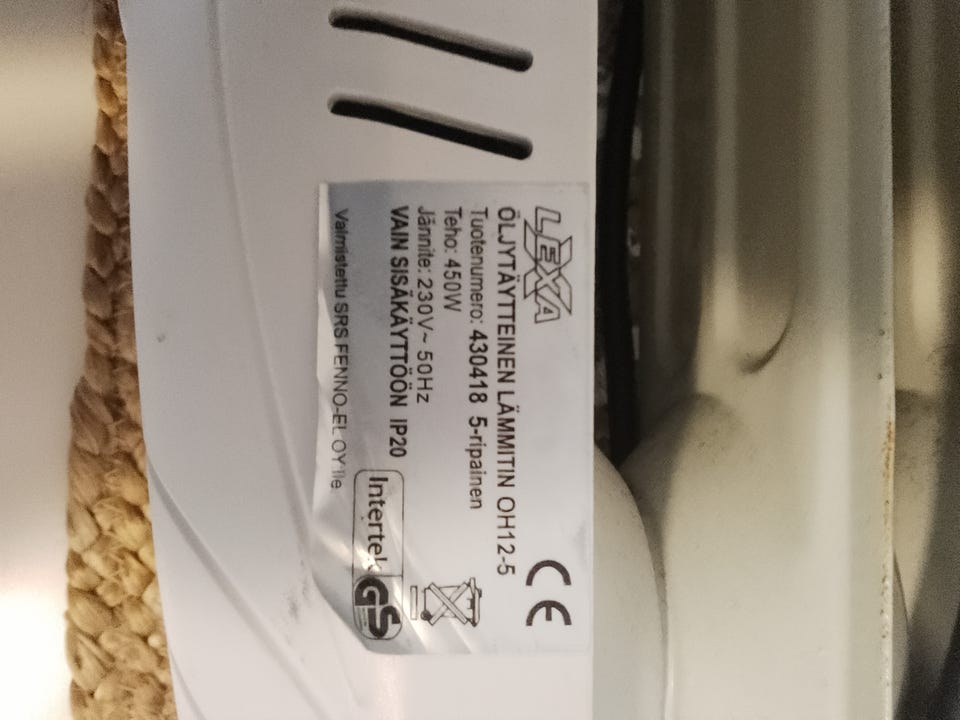 LEXA
ÖLJYTÄYTTEINEN LÄMMITIN OH12-5
Tuotenumero: 430418 5-ripainen
Teho: 450W
Jännite: 230V~ 50Hz
VAIN SISÄKÄYTTÖÖN IP20
Valmistettu SRS FENNO-EL OY:lle
CE
Intertek
GS